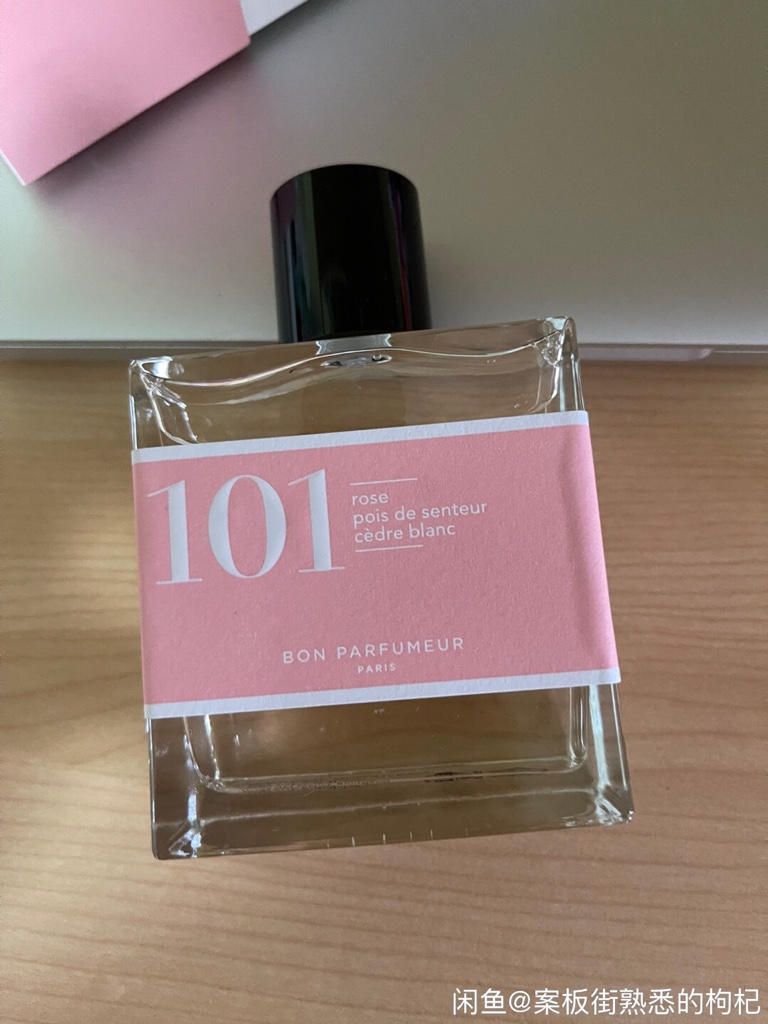 101
rose
pois de senteur
cèdre blanc
BON PARFUMEUR
PARIS
闲鱼@案板街熟悉的枸杞